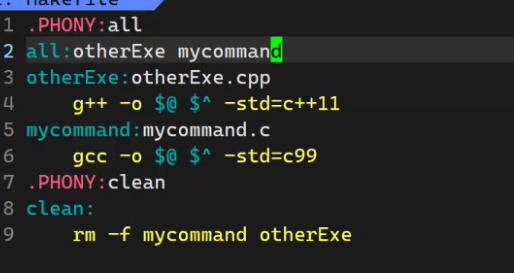 1 .PHONY:all
2 all:otherExe mycommand
3 otherExe:otherExe.cpp
4     g++ -o $@ $^ -std=c++11
5 mycommand:mycommand.c
6     gcc -o $@ $^ -std=c99
7 .PHONY:clean
8 clean:
9     rm -f mycommand otherExe